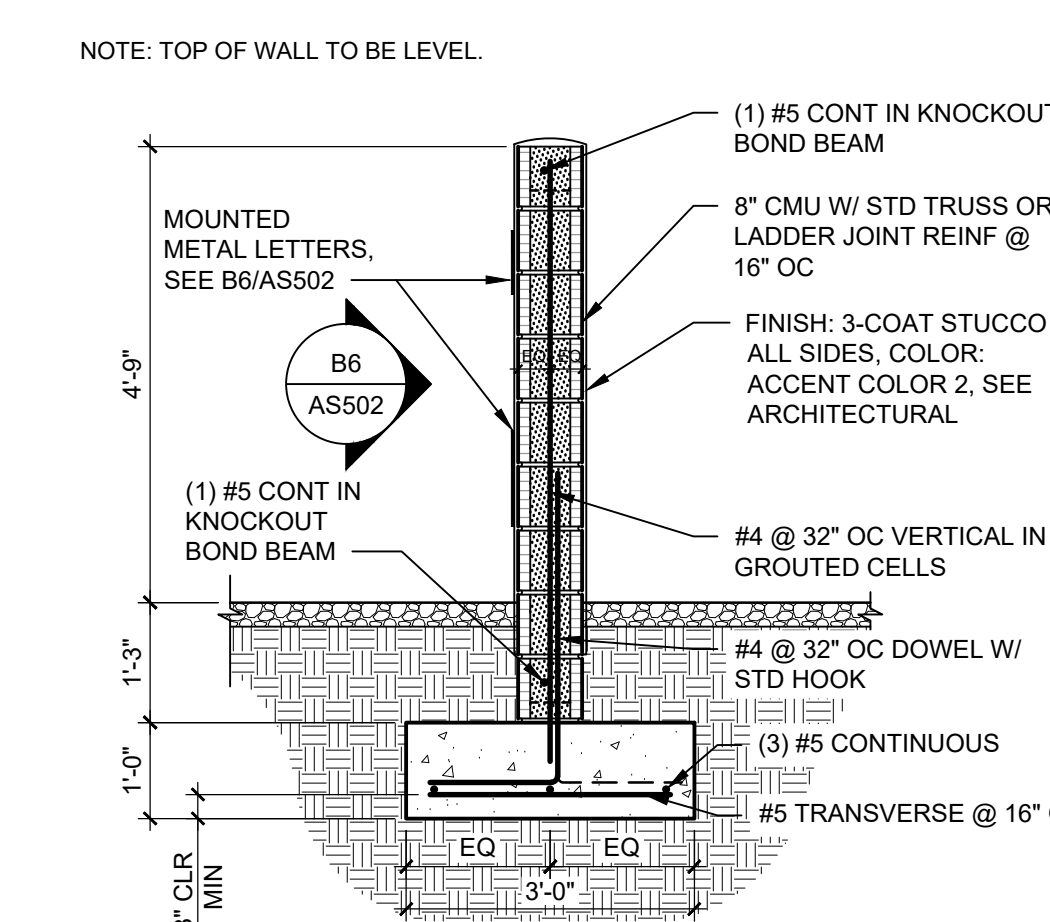 NOTE: TOP OF WALL TO BE LEVEL.
(1) #5 CONT IN KNOCKOUT
BOND BEAM
MOUNTED
METAL LETTERS,
SEE B6/AS502
8" CMU W/ STD TRUSS OR
LADDER JOINT REINF @
16" OC
FINISH: 3-COAT STUCCO
ALL SIDES, COLOR:
ACCENT COLOR 2, SEE
ARCHITECTURAL
EQ EQ
B6
AS502
4'-9"
(1) #5 CONT IN
KNOCKOUT
BOND BEAM
#4 @ 32" OC VERTICAL IN
GROUTED CELLS
#4 @ 32" OC DOWEL W/
STD HOOK
1'-3"
(3) #5 CONTINUOUS
1'-0"
#5 TRANSVERSE @ 16"
EQ EQ
3'-0"
CLR
MIN